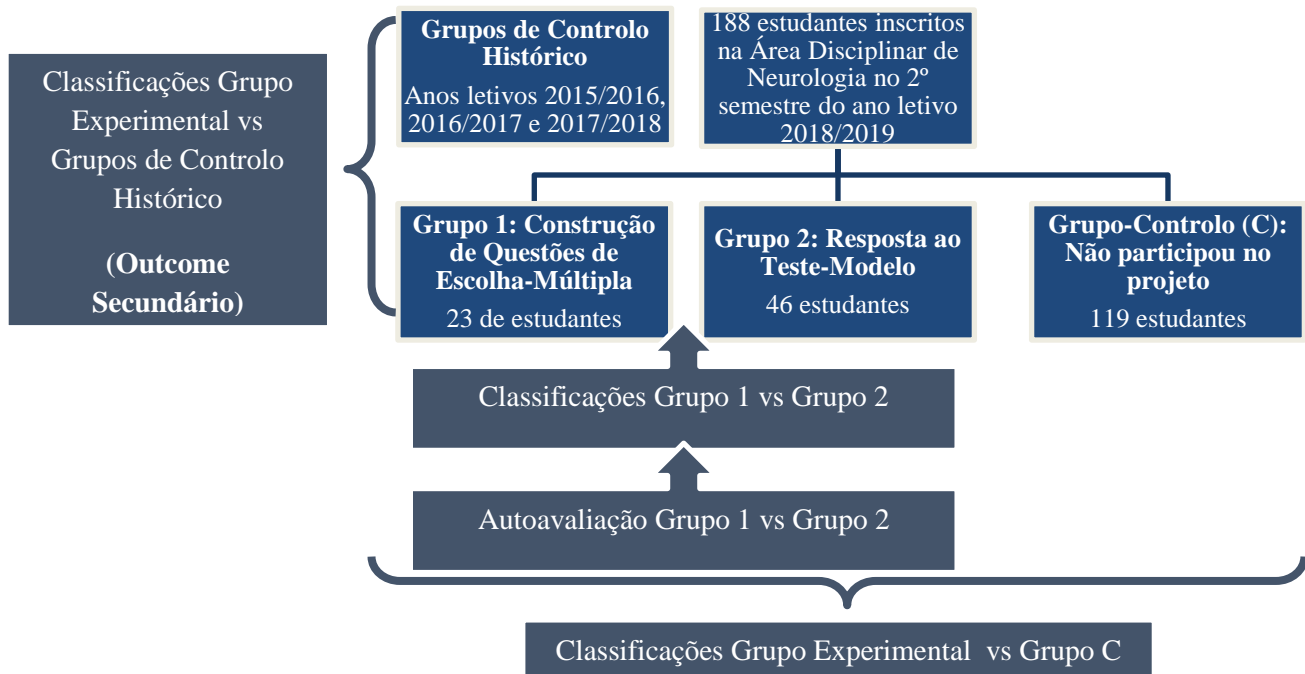 Classificações Grupo
Experimental vs
Grupos de Controlo
Histórico
(Outcome
Secundário)
Grupos de Controlo
Histórico
Anos letivos 2015/2016,
2016/2017 e 2017/2018
188 estudantes inscritos
na Área Disciplinar de
Neurologia no 2º
semestre do ano letivo
2018/2019
Grupo 1: Construção
de Questões de
Escolha-Múltipla
23 de estudantes
Grupo 2: Resposta ao
Teste-Modelo
46 estudantes
Grupo-Controlo (C):
Não participou no
projeto
119 estudantes
Classificações Grupo 1 vs Grupo 2
Autoavaliação Grupo 1 vs Grupo 2
Classificações Grupo Experimental vs Grupo C